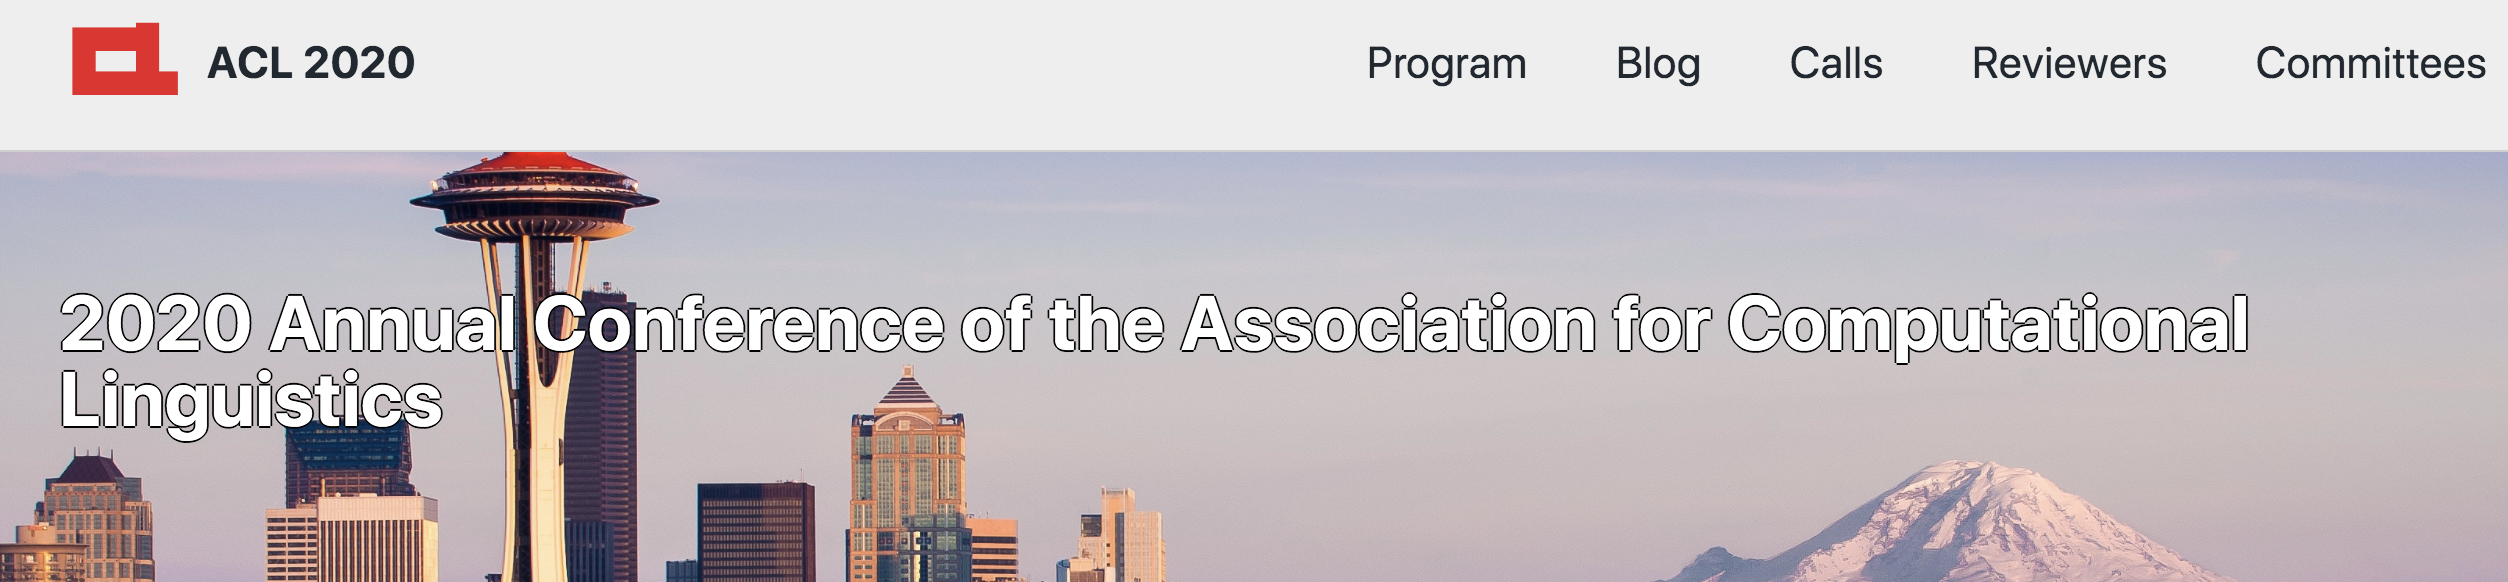 ACL 2020
Program Blog Calls Reviewers Committees
2020 Annual Conference of the Association for Computational
Linguistics